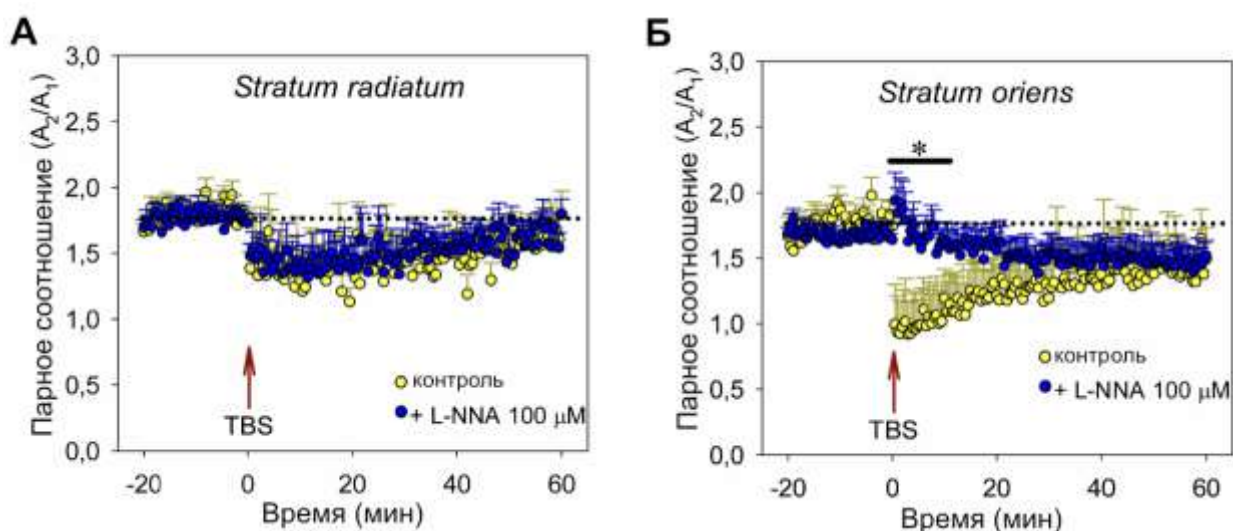 А
Парное соотношение (A2/A1)
3,0
2,5
2,0
1,5
1,0
0,5
0,0
Stratum radiatum
контроль
+ L-NNA 100 µM
TBS
-20 0 20 40 60
Время (мин)
Б
Парное соотношение (A2/A1)
3,0
2,5
2,0
1,5
1,0
0,5
0,0
Stratum oriens
*
контроль
+ L-NNA 100 µM
TBS
-20 0 20 40 60
Время (мин)